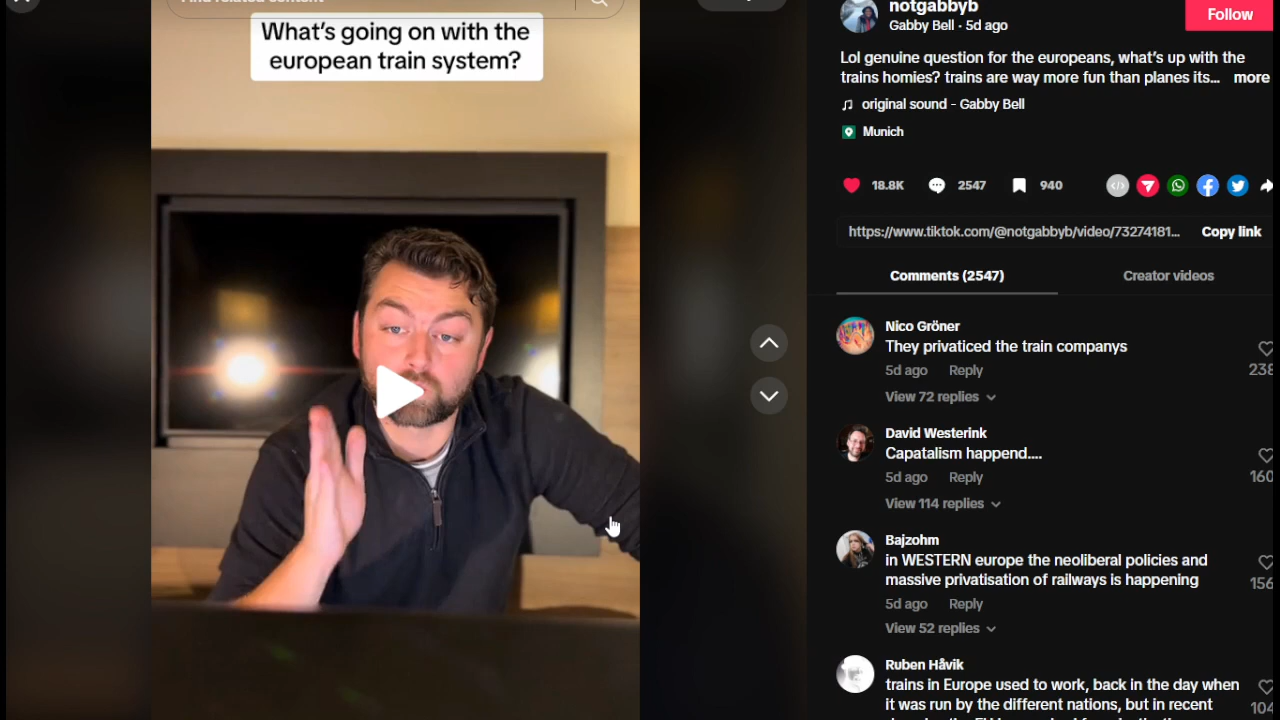 What's going on with the
european train system?
notgabbyb
Gabby Bell · 5d ago
Follow
Lol genuine question for the europeans, what's up with the
trains homies? trains are way more fun than planes its... more
original sound - Gabby Bell
Munich
18.8K
2547
940
https://www.tiktok.com/@notgabbyb/video/73274181...
Copy link
Comments (2547)
Creator videos
Nico Gröner
They privaticed the train companys
5d ago Reply
View 72 replies
David Westerink
Capatalism happend....
5d ago Reply
View 114 replies
Bajzohm
in WESTERN europe the neoliberal policies and
massive privatisation of railways is happening
5d ago Reply
View 52 replies
Ruben Håvik
trains in Europe used to work, back in the day when
it was run by the different nations, but in recent